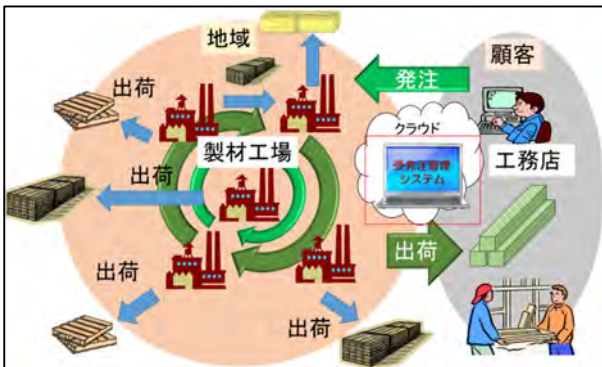 地域
顧客
出荷
発注
クラウド
製材工場
受発注管理
システム
工務店
出荷
出荷
出荷
出荷